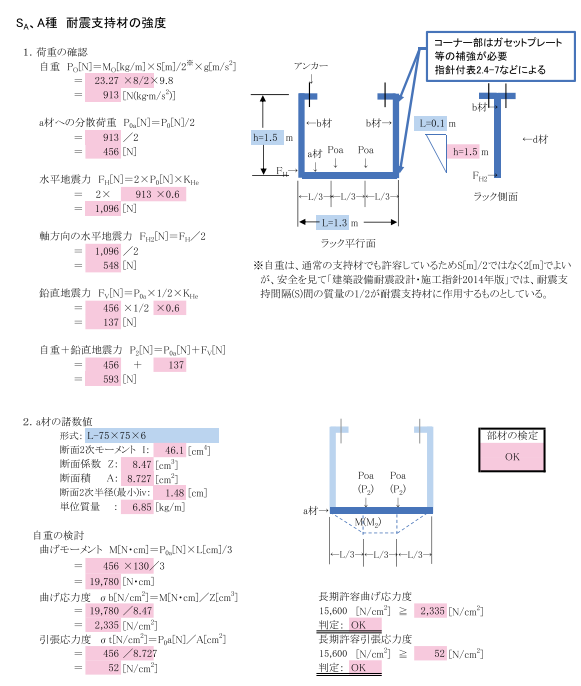 SA、A種 耐震支持材の強度
1. 荷重の確認
自重 PO[N]=MO[kg/m]×S[m]/2※×g[m/s2]
= 23.27 ×8/2×9.8
= 913 [N(kg・m/s2)]
a材への分散荷重 P0a[N]=P0[N]/2
= 913 /2
= 456 [N]
水平地震力 FH[N]=2×P0[N]×KHe
= 2× 913 ×0.6
= 1,096 [N]
軸方向の水平地震力 FH2[N]=FH/2
= 1,096 /2
= 548 [N]
鉛直地震力 FV[N]=P0a×1/2×KHe
= 456 ×1/2 ×0.6
= 137 [N]
自重+鉛直地震力 P2[N]=P0a[N]+FV[N]
= 456 + 137
= 593 [N]
コーナー部はガセットプレート
等の補強が必要
指針付表2.4-7などによる
アンカー
b材
b材
h=1.5 m
a材
Poa
Poa
FH
L/3
L/3
L/3
L=1.3 m
ラック平行面
b材
L=0.1 m
d材
h=1.5 m
FH2
ラック側面
※自重は、通常の支持材でも許容しているためS[m]/2ではなく2[m]でよい
が、安全を見て「建築設備耐震設計・施工指針2014年版」では、耐震支
持間隔(S)間の質量の1/2が耐震支持材に作用するものとしている。
2. a材の諸数値
形式: L-75×75×6
断面2次モーメント I: 46.1 [cm4]
断面係数 Z: 8.47 [cm3]
断面積 A: 8.727 [cm2]
断面2次半径(最小)iv: 1.48 [cm]
単位質量 : 6.85 [kg/m]
Poa
(P2)
Poa
(P2)
a材
M(M2)
L/3
L/3
L/3
部材の検定
OK
自重の検討
曲げモーメント M[N・cm]=P0a[N]×L[cm]/3
= 456 ×130/3
= 19,780 [N・cm]
曲げ応力度 σb[N/cm2]=M[N・cm]/Z[cm3]
= 19,780 /8.47
= 2,335 [N/cm2]
引張応力度 σt[N/cm2]=P0a[N]/A[cm2]
= 456 /8.727
= 52 [N/cm2]
長期許容曲げ応力度
15,600 [N/cm2] ≧ 2,335 [N/cm2]
判定: OK
長期許容引張応力度
15,600 [N/cm2] ≧ 52 [N/cm2]
判定: OK